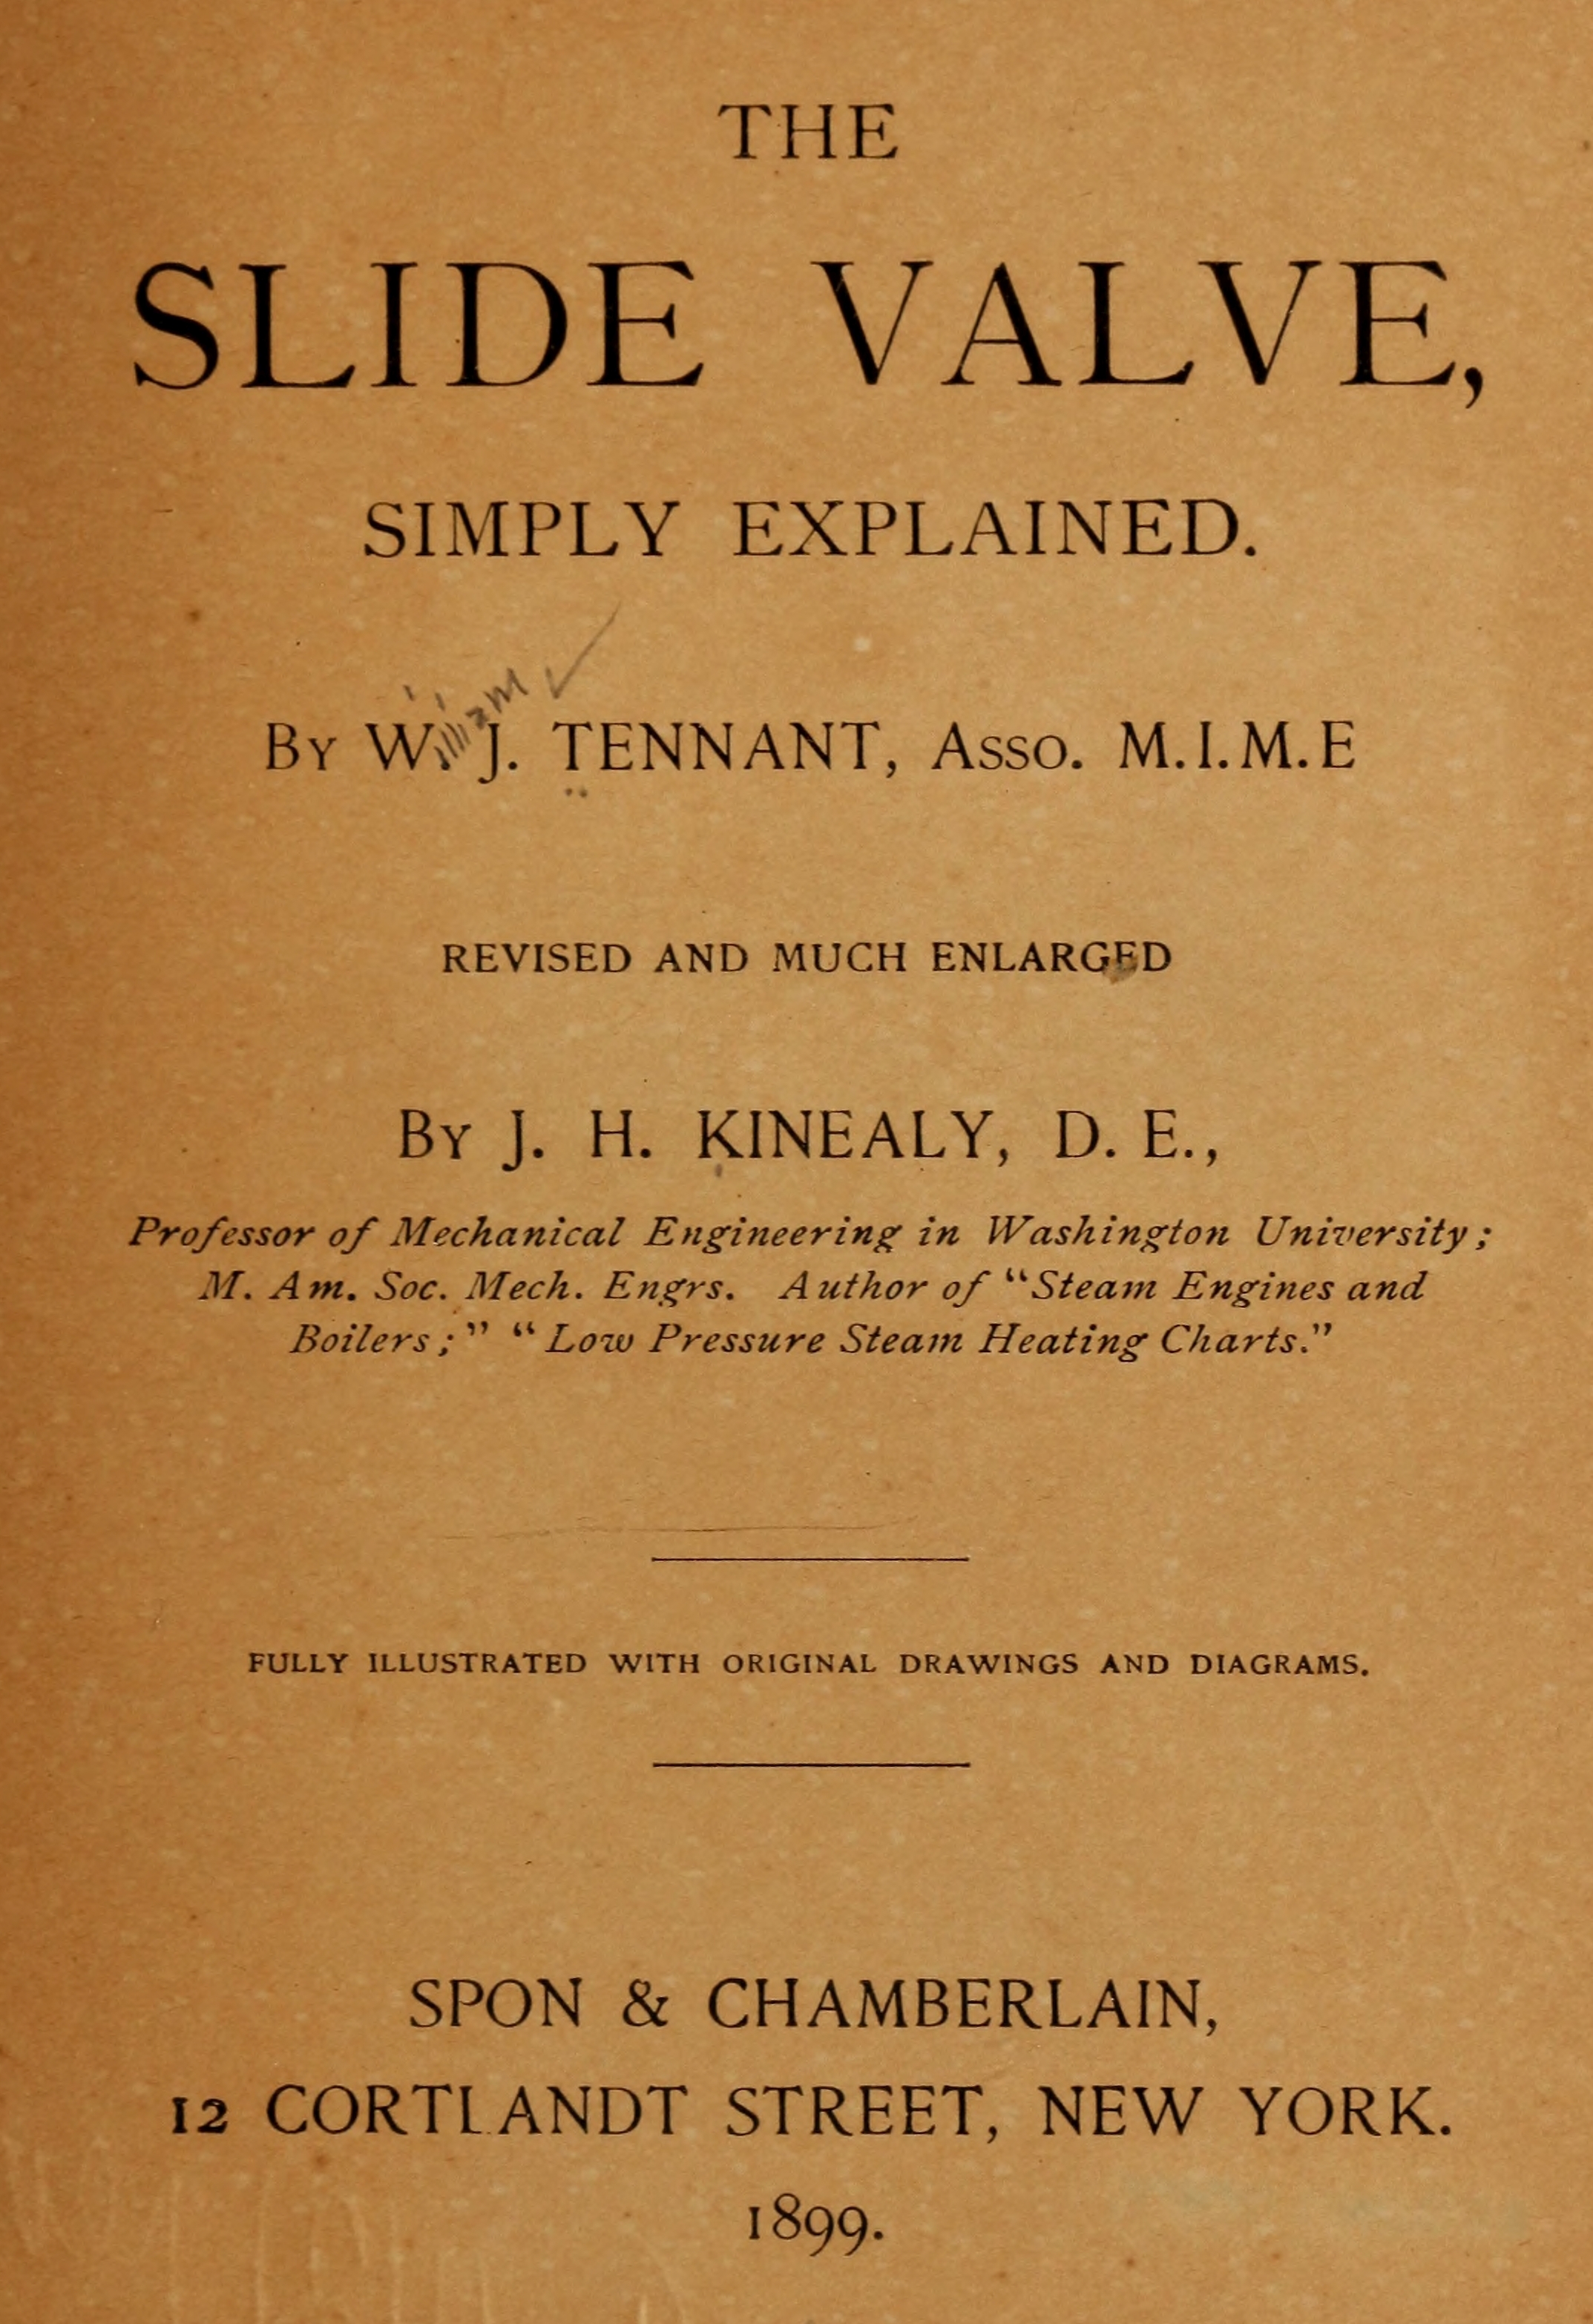 THE
SLIDE VALVE,
SIMPLY EXPLAINED.
illiam
By W. J. TENNANT, Asso. M.I.M.E
REVISED AND MUCH ENLARGED
By J. H. KINEALY, D. E.,
Professor of Mechanical Engineering in Washington University;
M. Am. Soc. Mech. Engrs. Author of "Steam Engines and
Boilers;" "Low Pressure Steam Heating Charts."
FULLY ILLUSTRATED WITH ORIGINAL DRAWINGS AND DIAGRAMS.
SPON & CHAMBERLAIN,
12 CORTLANDT STREET, NEW YORK.
1899.